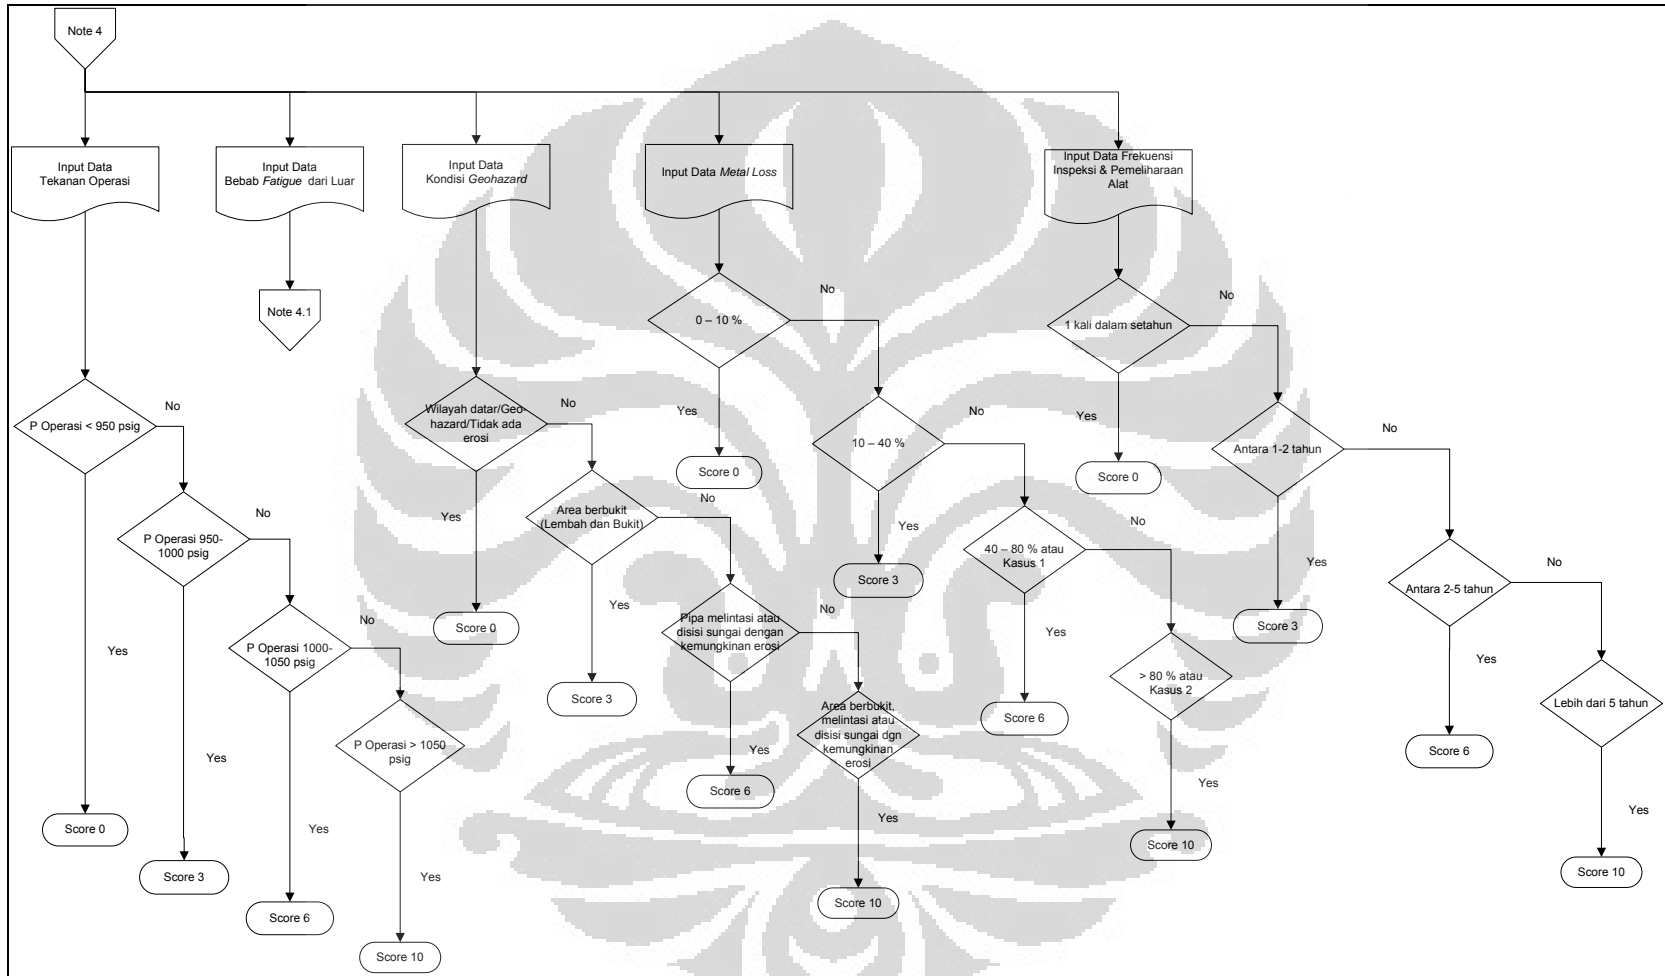 Note 4
Input Data
Tekanan Operasi
Input Data
Bebab Fatigue dari Luar
Input Data
Kondisi Geohazard
Input Data Metal Loss
Input Data Frekuensi
Inspeksi & Pemeliharaan
Alat
Note 4.1
P Operasi < 950 psig
No
Yes
Score 0
P Operasi 950-
1000 psig
No
Yes
Score 3
P Operasi 1000-
1050 psig
No
Yes
Score 6
P Operasi > 1050
psig
Yes
Score 10
Wilayah datar/Geo-
hazard/Tidak ada
erosi
No
Yes
Score 0
Area berbukit
(Lembah dan Bukit)
No
Yes
Score 3
Pipa melintasi atau
disisi sungai dengan
kemungkinan erosi
No
Yes
Score 6
Area berbukit,
melintasi atau
disisi sungai dgn
kemungkinan
erosi
Yes
Score 10
0 – 10 %
No
Yes
Score 0
10 – 40 %
No
Yes
Score 3
40 – 80 % atau
Kasus 1
No
Yes
Score 6
> 80 % atau
Kasus 2
Yes
Score 10
1 kali dalam setahun
No
Yes
Score 0
Antara 1-2 tahun
No
Yes
Score 3
Antara 2-5 tahun
No
Yes
Score 6
Lebih dari 5 tahun
Yes
Score 10